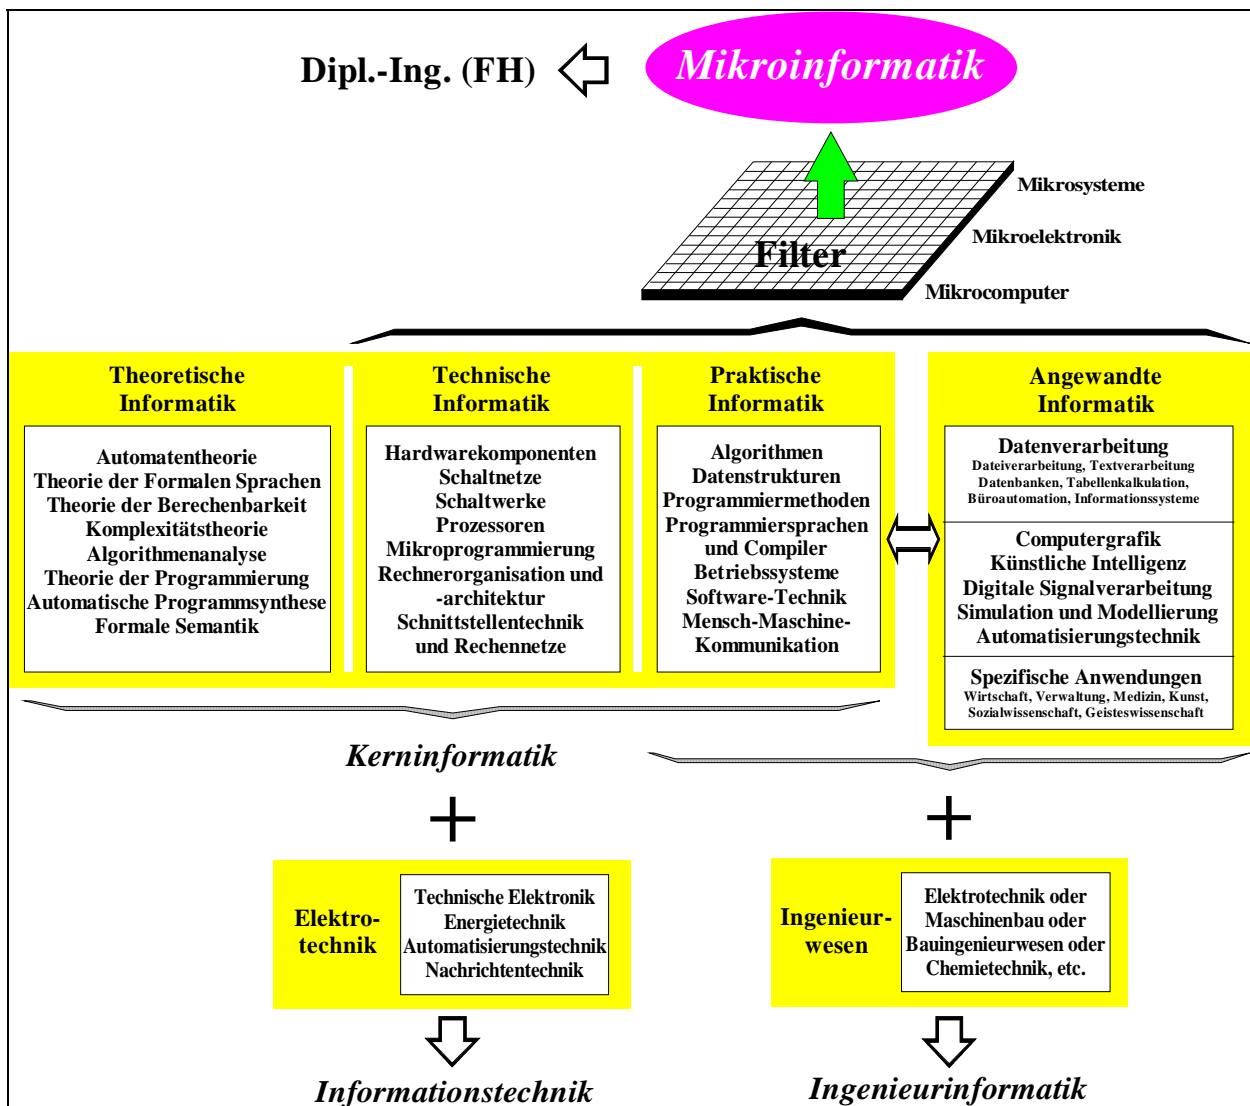 Dipl.-Ing. (FH)
Mikroinformatik
Mikrosysteme
Mikroelektronik
Filter
Mikrocomputer
Theoretische
Informatik
Automatentheorie
Theorie der Formalen Sprachen
Theorie der Berechenbarkeit
Komplexitätstheorie
Algorithmenanalyse
Theorie der Programmierung
Automatische Programmsynthese
Formale Semantik
Technische
Informatik
Hardwarekomponenten
Schaltnetze
Schaltwerke
Prozessoren
Mikroprogrammierung
Rechnerorganisation und
-architektur
Schnittstellentechnik
und Rechennetze
Praktische
Informatik
Algorithmen
Datenstrukturen
Programmiermethoden
Programmiersprachen
und Compiler
Betriebssysteme
Software-Technik
Mensch-Maschine-
Kommunikation
Angewandte
Informatik
Datenverarbeitung
Dateiverarbeitung, Textverarbeitung
Datenbanken, Tabellenkalkulation,
Büroautomation, Informationssysteme
Computergrafik
Künstliche Intelligenz
Digitale Signalverarbeitung
Simulation und Modellierung
Automatisierungstechnik
Spezifische Anwendungen
Wirtschaft, Verwaltung, Medizin, Kunst,
Sozialwissenschaft, Geisteswissenschaft
Kerninformatik
+
+
Elektro-
technik
Technische Elektronik
Energietechnik
Automatisierungstechnik
Nachrichtentechnik
Ingenieur-
wesen
Elektrotechnik oder
Maschinenbau oder
Bauingenieurwesen oder
Chemietechnik, etc.
Informationstechnik
Ingenieurinformatik